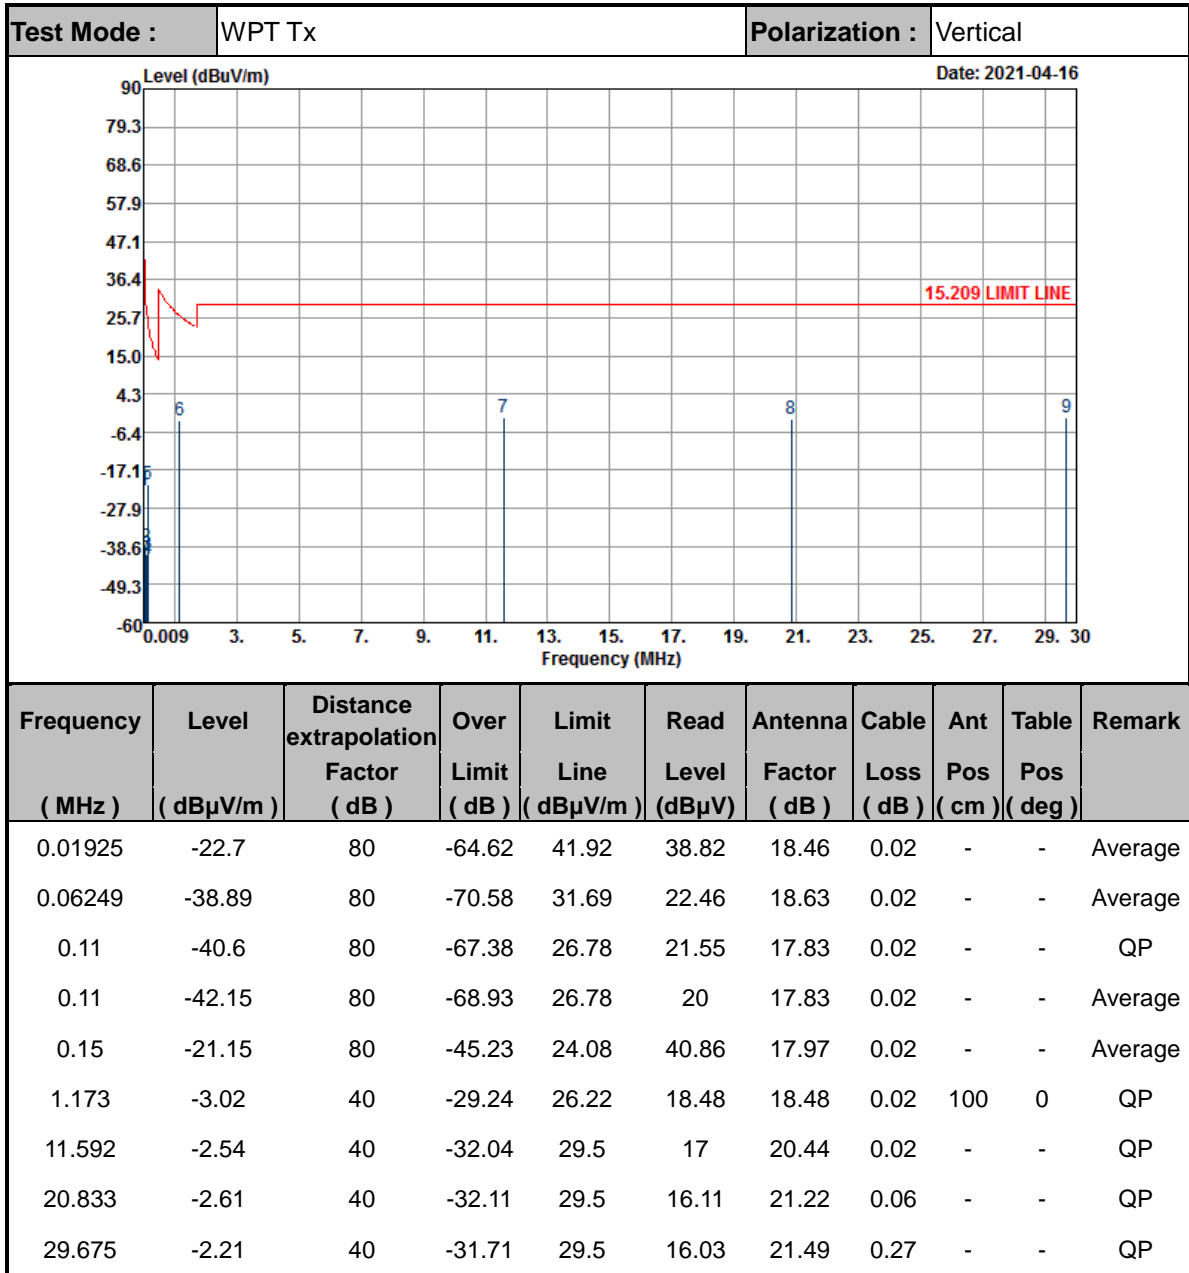 Test Mode : WPT Tx Polarization : Vertical
Level (dBuV/m) Date: 2021-04-16
90
79.3
68.6
57.9
47.1
36.4
15.209 LIMIT LINE
25.7
15.0
4.3
6 7 8 9
-6.4
-17.1
5
-27.9
-38.6
-49.3
-60
0.009 3. 5. 7. 9. 11. 13. 15. 17. 19. 21. 23. 25. 27. 29. 30
Frequency (MHz)
Frequency Level Distance extrapolation Over Limit Read Antenna Cable Ant Table Remark
Factor Limit Line Level Factor Loss Pos Pos
( MHz ) ( dBµV/m ) ( dB ) ( dB ) ( dBµV/m ) (dBµV) ( dB ) ( dB ) ( cm ) ( deg )
0.01925 -22.7 80 -64.62 41.92 38.82 18.46 0.02 - - Average
0.06249 -38.89 80 -70.58 31.69 22.46 18.63 0.02 - - Average
0.11 -40.6 80 -67.38 26.78 21.55 17.83 0.02 - - QP
0.11 -42.15 80 -68.93 26.78 20 17.83 0.02 - - Average
0.15 -21.15 80 -45.23 24.08 40.86 17.97 0.02 - - Average
1.173 -3.02 40 -29.24 26.22 18.48 18.48 0.02 100 0 QP
11.592 -2.54 40 -32.04 29.5 17 20.44 0.02 - - QP
20.833 -2.61 40 -32.11 29.5 16.11 21.22 0.06 - - QP
29.675 -2.21 40 -31.71 29.5 16.03 21.49 0.27 - - QP